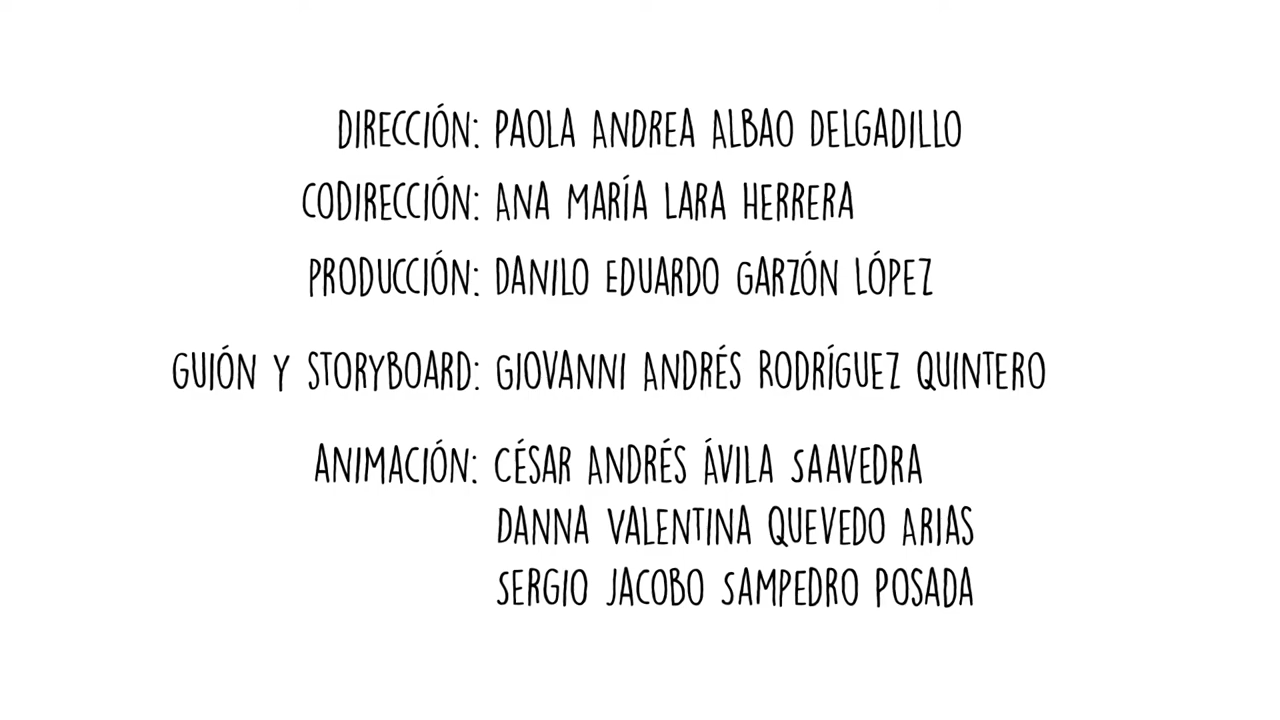 DIRECCIÓN: PAOLA ANDREA ALBAO DELGADILLO
CODIRECCIÓN: ANA MARÍA LARA HERRERA
PRODUCCIÓN: DANILO EDUARDO GARZÓN LÓPEZ
GUIÓN Y STORYBOARD: GIOVANNI ANDRÉS RODRÍGUEZ QUINTERO
ANIMACIÓN: CÉSAR ANDRÉS ÁVILA SAAVEDRA
DANNA VALENTINA QUEVEDO ARIAS
SERGIO JACOBO SAMPEDRO POSADA